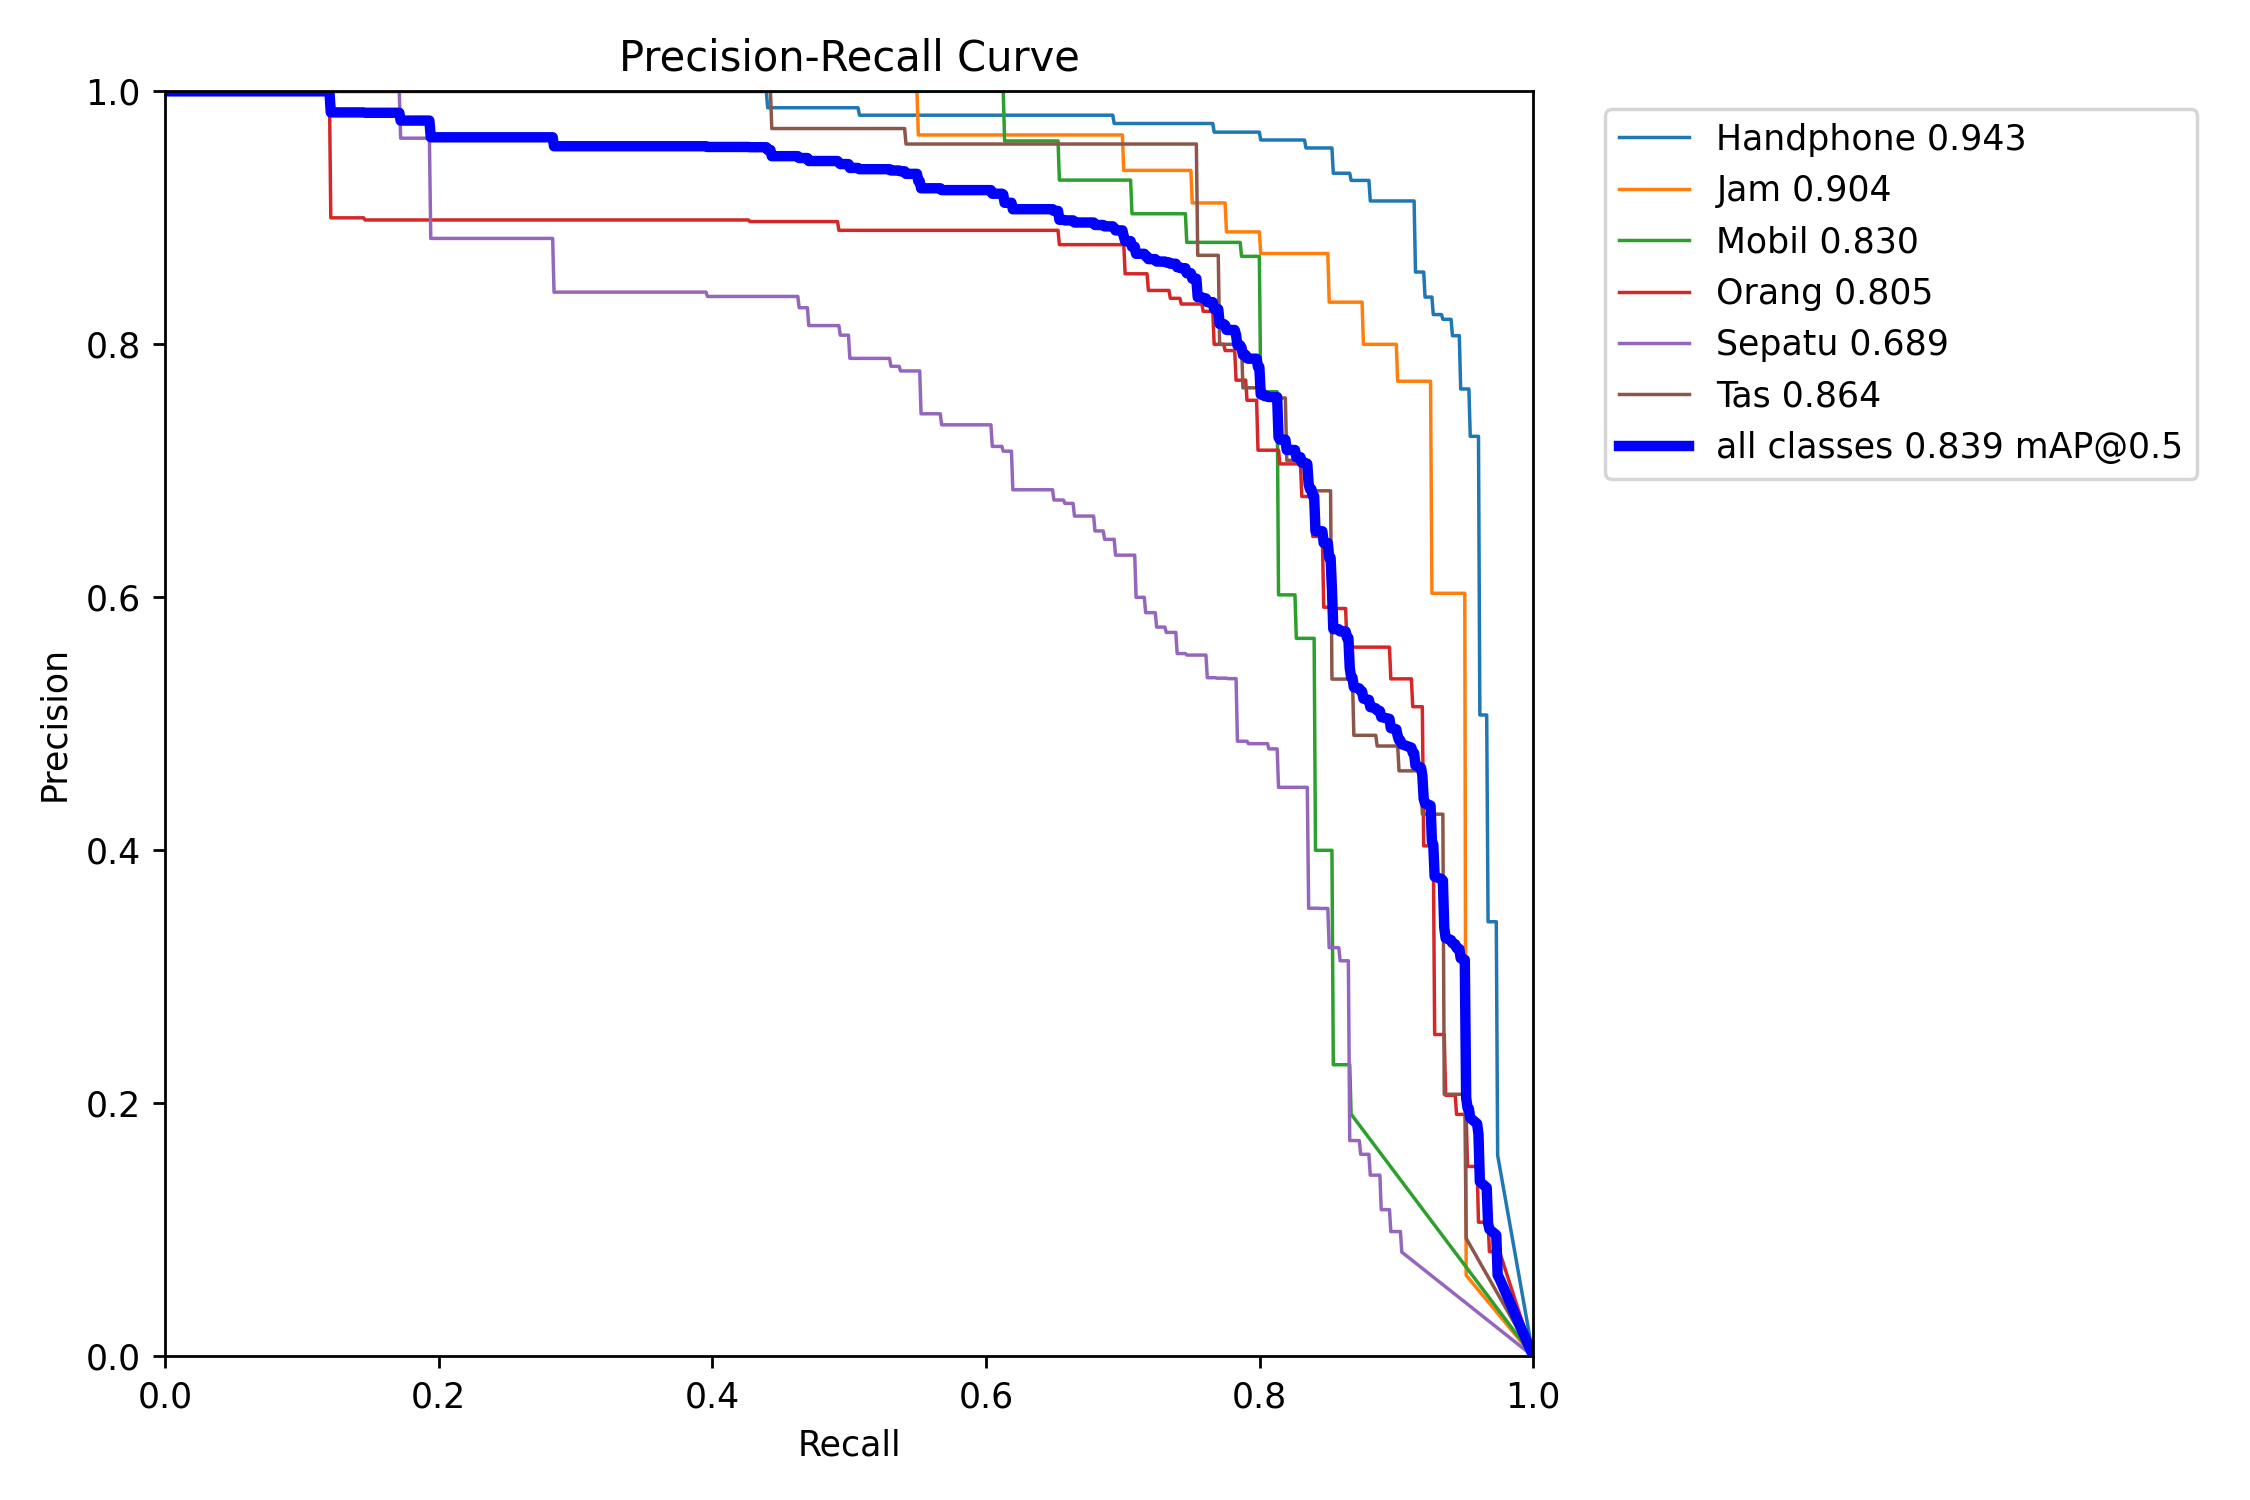 Precision-Recall Curve
1.0
0.8
0.6
0.4
0.2
0.0
Precision
0.0 0.2 0.4 0.6 0.8 1.0
Recall
Handphone 0.943
Jam 0.904
Mobil 0.830
Orang 0.805
Sepatu 0.689
Tas 0.864
all classes 0.839 mAP@0.5